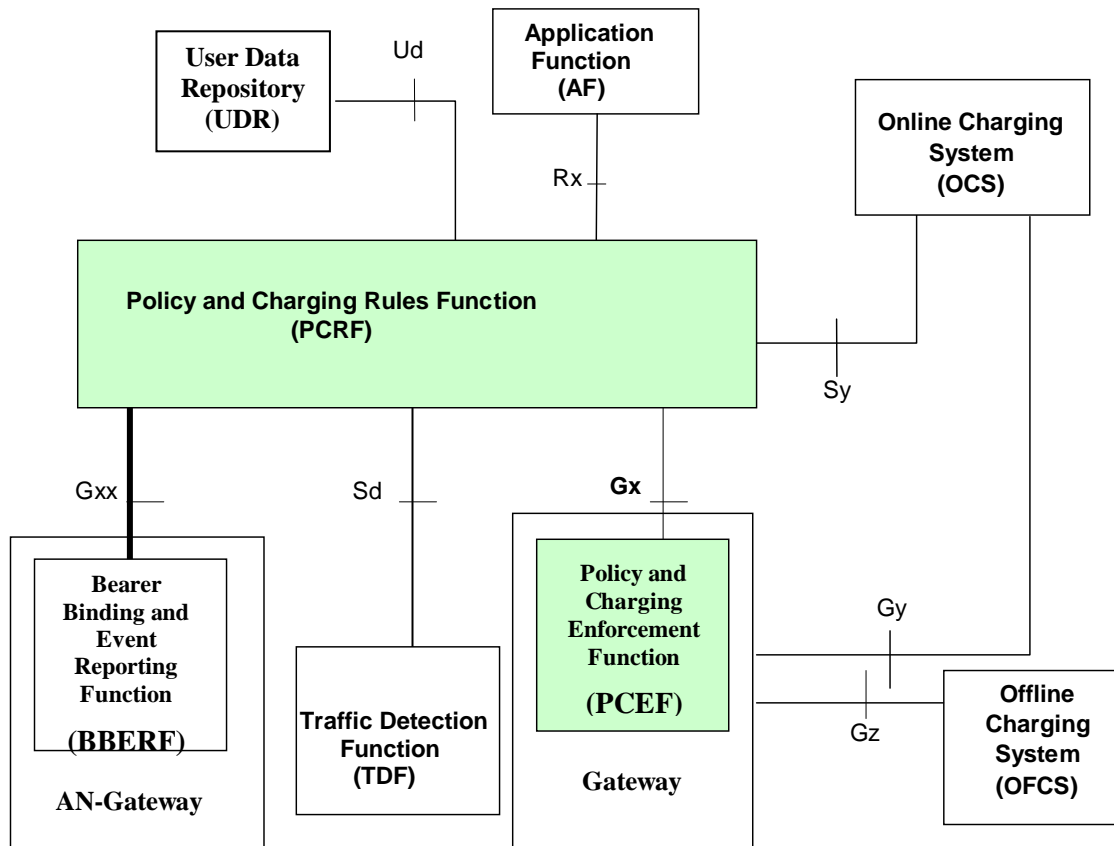 User Data
Repository
(UDR)
Ud
Application
Function
(AF)
Rx
Online Charging
System
(OCS)
Policy and Charging Rules Function
(PCRF)
Sy
Gxx
Sd
Gx
Bearer
Binding and
Event
Reporting
Function
(BBERF)
AN-Gateway
Traffic Detection
Function
(TDF)
Policy and
Charging
Enforcement
Function
(PCEF)
Gateway
Gy
Gz
Offline
Charging
System
(OFCS)